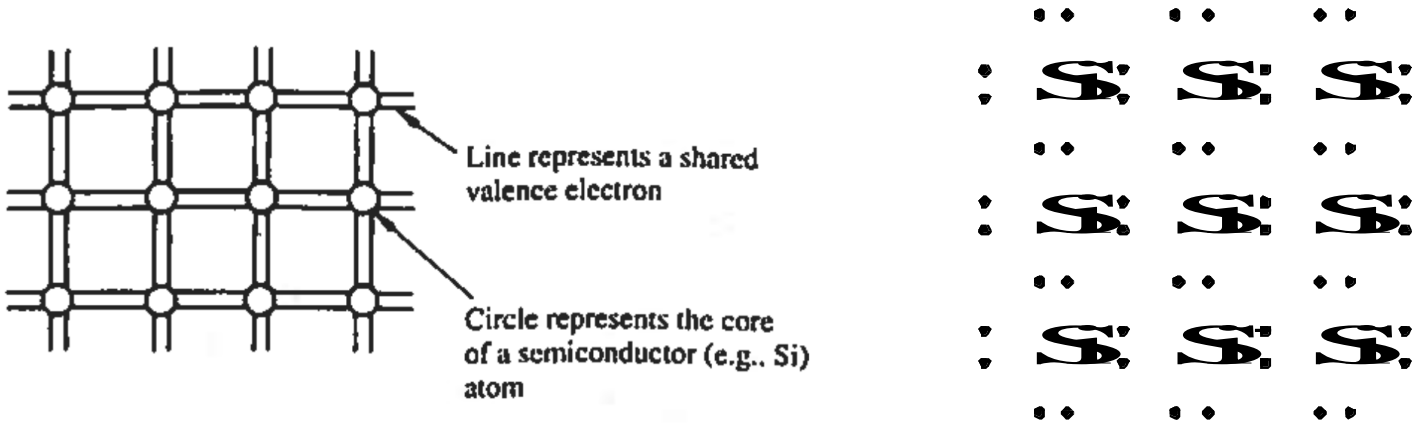 Line represents a shared
valence electron
Circle represents the core
of a semiconductor (e.g., Si)
atom
Si Si Si
Si Si Si
Si Si Si